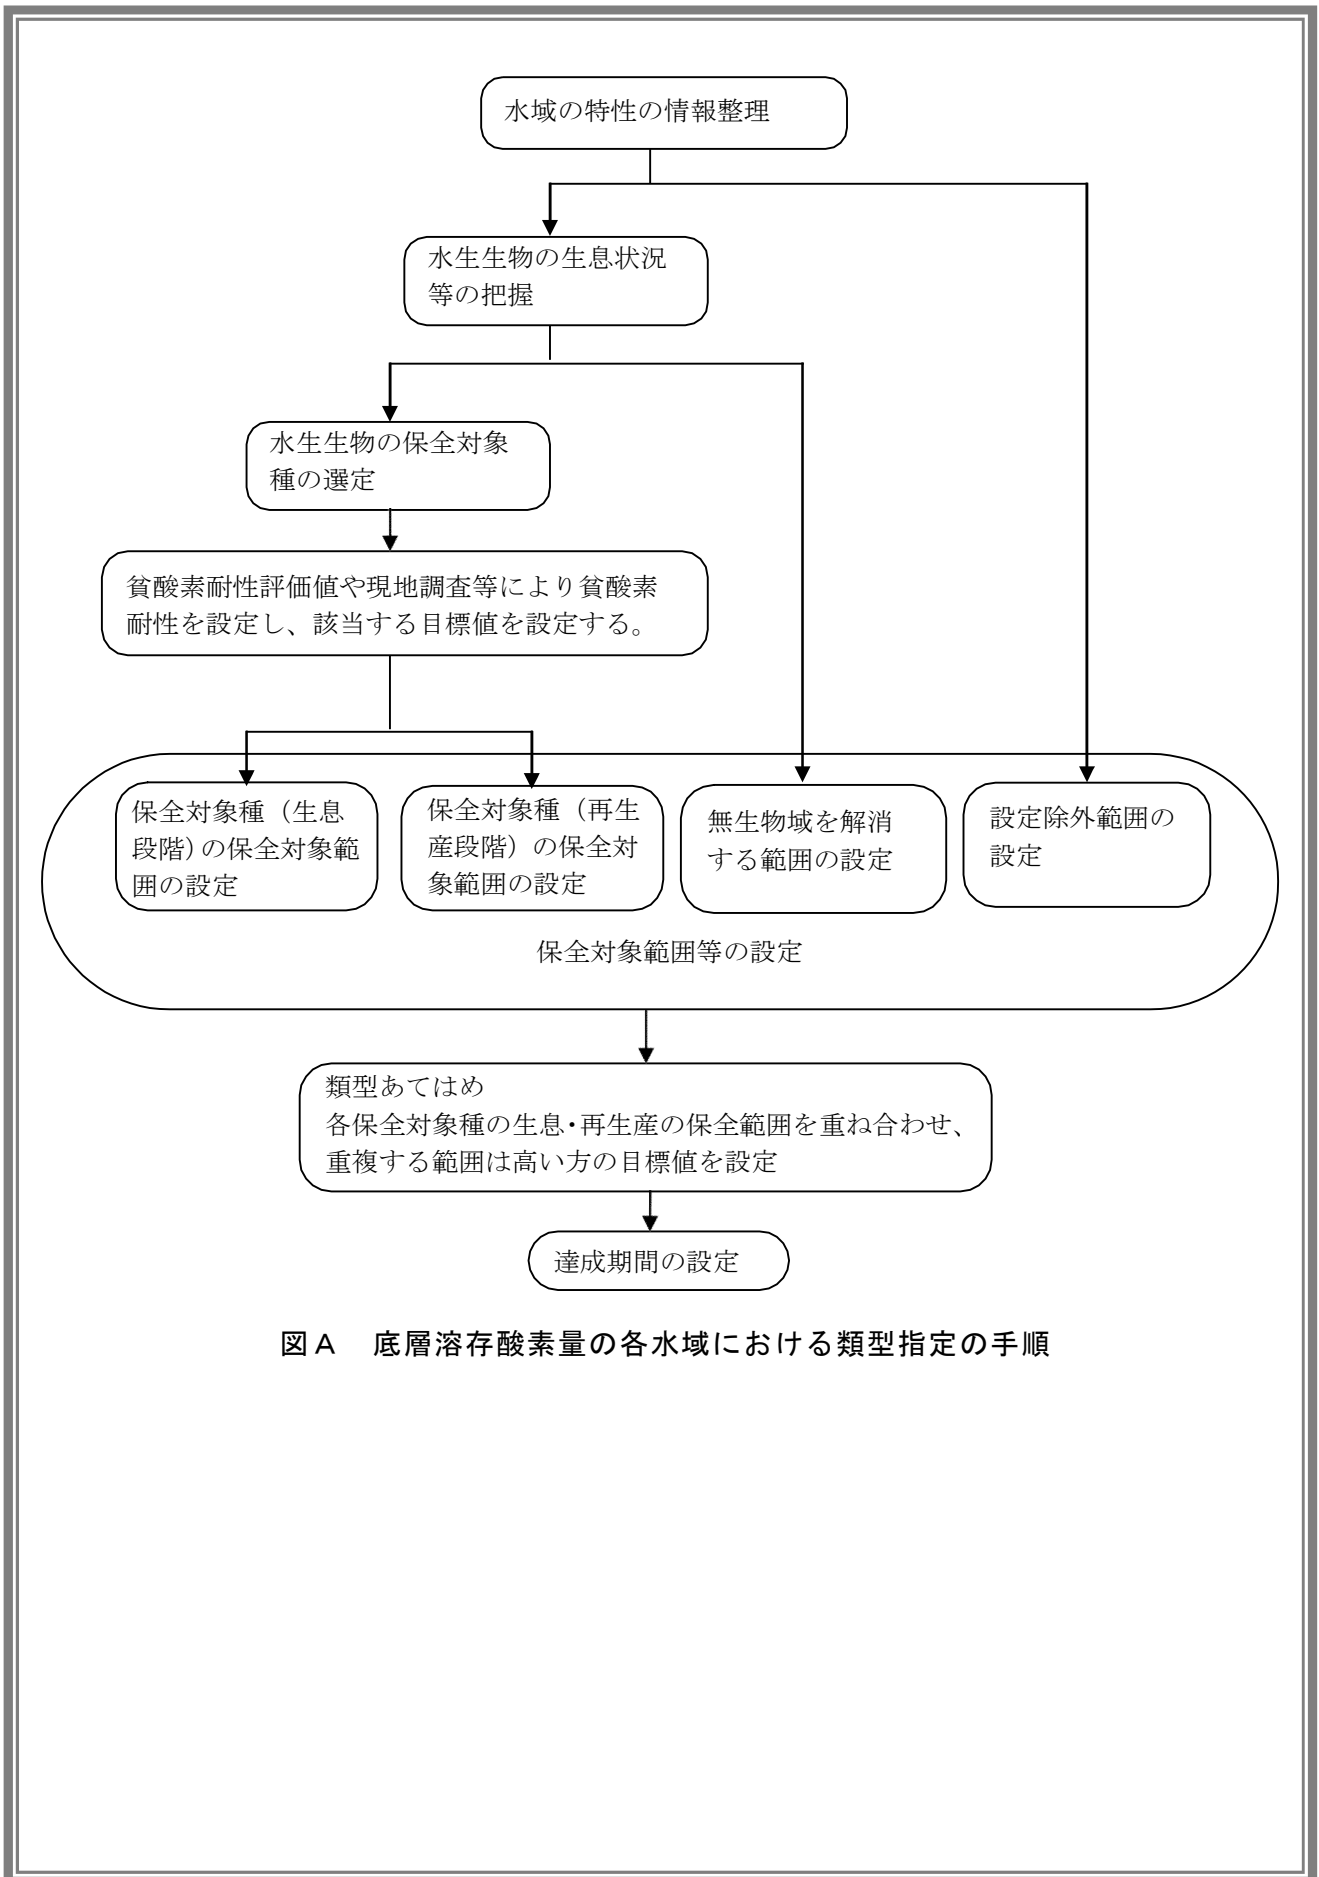 水域の特性の情報整理
水生生物の生息状況
等の把握
水生生物の保全対象
種の選定
貧酸素耐性評価値や現地調査等により貧酸素
耐性を設定し、該当する目標値を設定する。
保全対象種（生息
段階）の保全対象範
囲の設定
保全対象種（再生
産段階）の保全対
象範囲の設定
無生物域を解消
する範囲の設定
設定除外範囲の
設定
保全対象範囲等の設定
類型あてはめ
各保全対象種の生息・再生産の保全範囲を重ね合わせ、
重複する範囲は高い方の目標値を設定
達成期間の設定
図Ａ　底層溶存酸素量の各水域における類型指定の手順